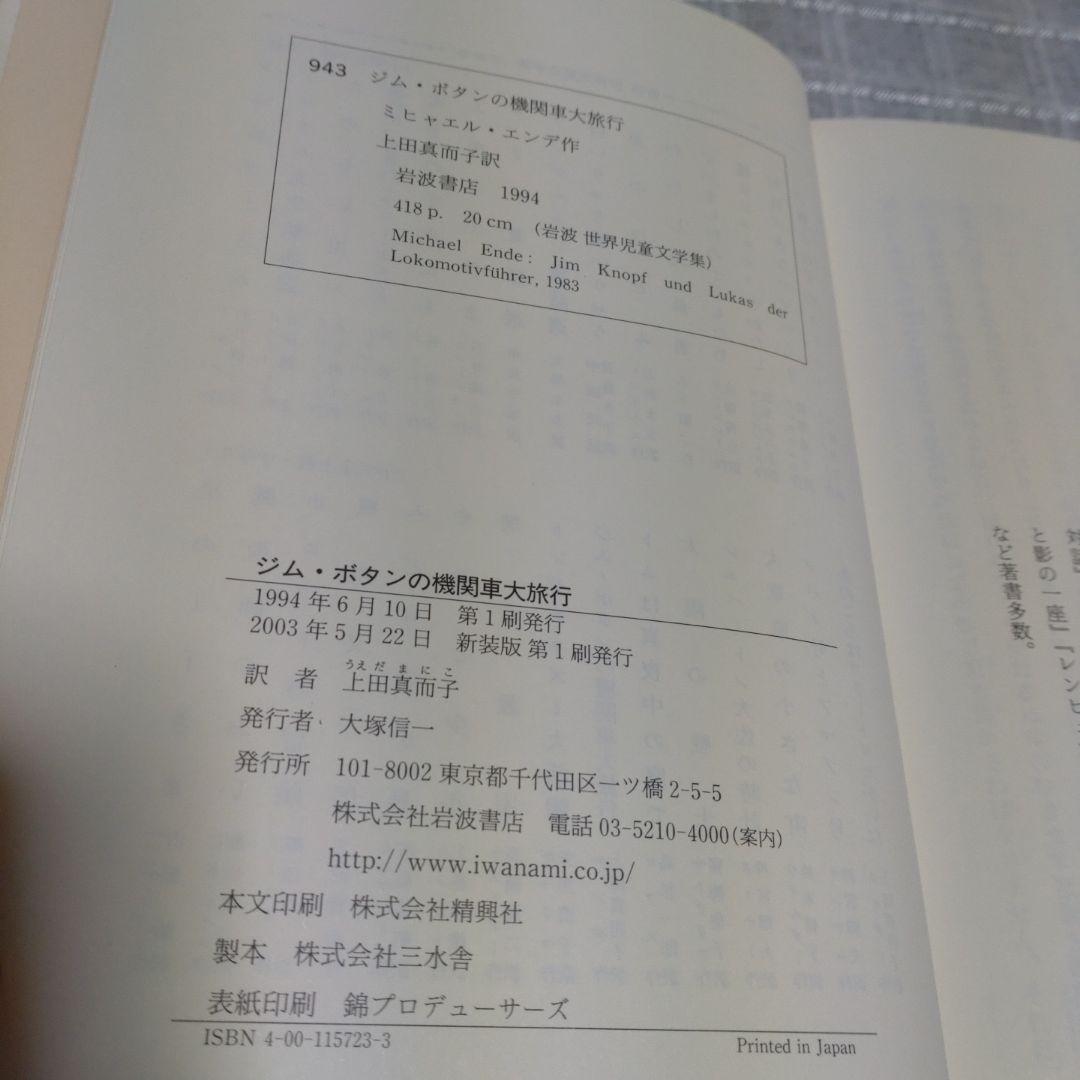 943 ジム・ボタンの機関車大旅行
ミヒャエル・エンデ作
上田真而子訳
岩波書店 1994
418 p. 20 cm (岩波 世界児童文学集)
Michael Ende: Jim Knopf und Lukas der
Lokomotivführer, 1983
ジム・ボタンの機関車大旅行
1994年6月10日 第1刷発行
2003年5月22日 新装版 第1刷発行
うえだまにこ
訳 者 上田真而子
発行者 大塚信一
発行所 101-8002 東京都千代田区一ツ橋 2-5-5
株式会社岩波書店 電話 03-5210-4000(案内)
http://www.iwanami.co.jp/
本文印刷 株式会社精興社
製本 株式会社三水舎
表紙印刷 錦プロデューサーズ
ISBN 4-00-115723-3 Printed in Japan
と影の一座』『レンピ
など著書多数。